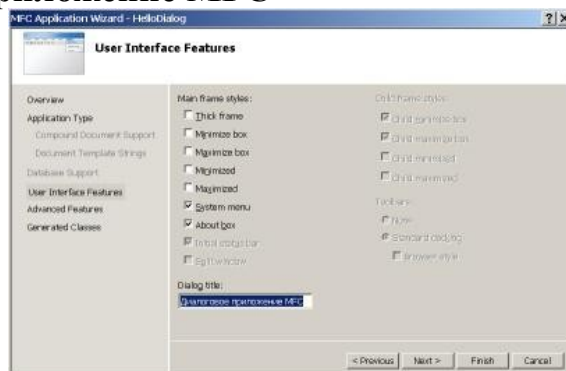 риложение MFC
MFC Application Wizard - HelloDialog
User Interface Features
Overview
Application Type
Compound Document Support
Document Template Strings
Database Support
User Interface Features
Advanced Features
Generated Classes
Main frame styles:
Thick frame
Minimize box
Maximize box
Minimized
Maximized
System menu
About box
Initial status bar
Split window
Dialog title:
Диалоговое приложение MFC
Child frame styles:
Child minimize box
Child maximize box
Child minimized
Child maximized
Toolbars:
None
Standard docking
Browser style
< Previous
Next >
Finish
Cancel